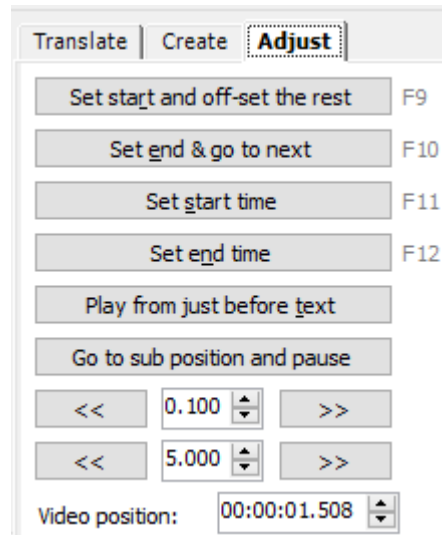 Translate Create Adjust
Set start and off-set the rest F9
Set end & go to next F10
Set start time F11
Set end time F12
Play from just before text
Go to sub position and pause
<< 0.100 >>
<< 5.000 >>
Video position: 00:00:01.508